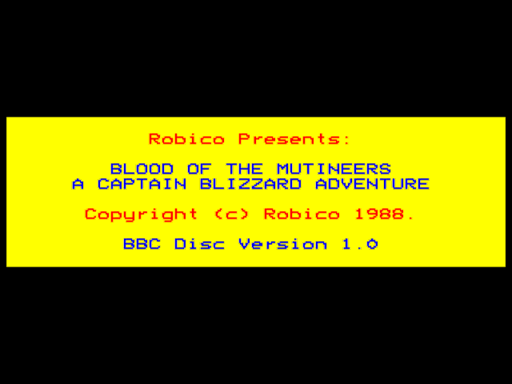 Robico Presents:
BLOOD OF THE MUTINEERS
A CAPTAIN BLIZZARD ADVENTURE
Copyright (c) Robico 1988.
BBC Disc Version 1.0